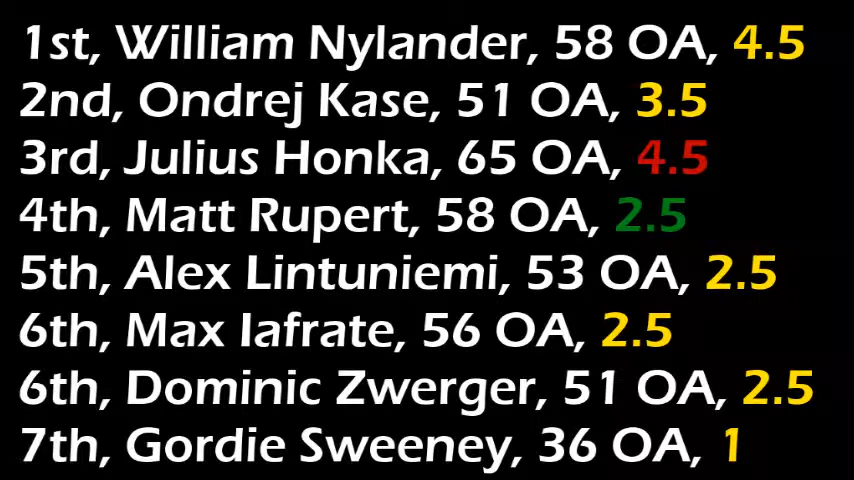 1st, William Nylander, 58 OA, 4.5
2nd, Ondrej Kase, 51 OA, 3.5
3rd, Julius Honka, 65 OA, 4.5
4th, Matt Rupert, 58 OA, 2.5
5th, Alex Lintuniemi, 53 OA, 2.5
6th, Max Iafrate, 56 OA, 2.5
6th, Dominic Zwerger, 51 OA, 2.5
7th, Gordie Sweeney, 36 OA, 1